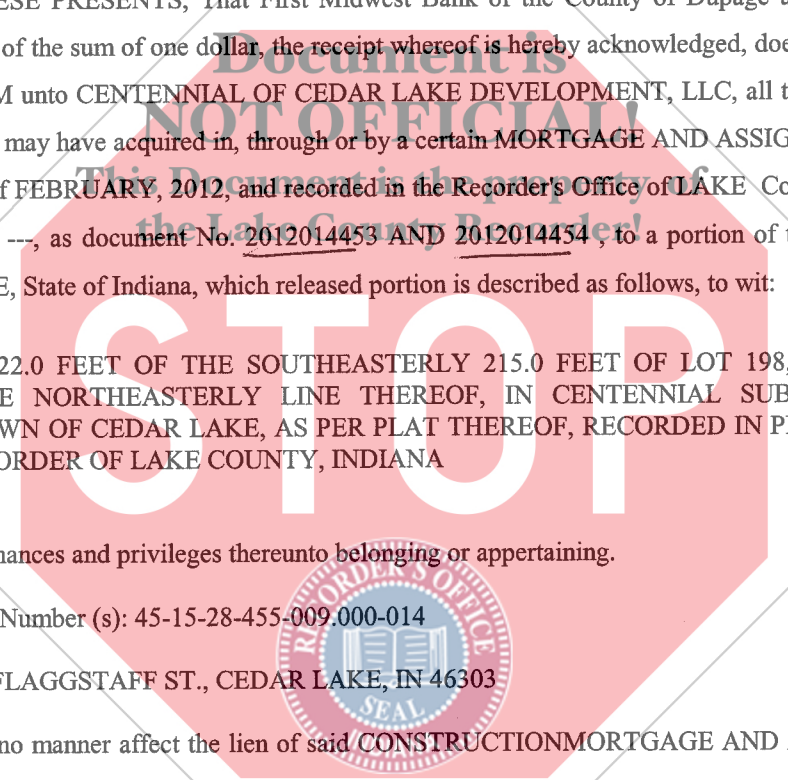 ESE PRESENTS, That First Midwest Bank of the County of Dupage a
of the sum of one dollar, the receipt whereof is hereby acknowledged, doe
Document is
M unto CENTENNIAL OF CEDAR LAKE DEVELOPMENT, LLC, all t
NOT OFFICIAL!
may have acquired in, through or by a certain MORTGAGE AND ASSIG
This Document is the property of
f FEBRUARY, 2012, and recorded in the Recorder's Office of LAKE Co
the Lake County Recorder!
---, as document No. 2012014453 AND 2012014454 , to a portion of t
E, State of Indiana, which released portion is described as follows, to wit:
STOP
22.0 FEET OF THE SOUTHEASTERLY 215.0 FEET OF LOT 198,
E NORTHEASTERLY LINE THEREOF, IN CENTENNIAL SUB
WN OF CEDAR LAKE, AS PER PLAT THEREOF, RECORDED IN P
ORDER OF LAKE COUNTY, INDIANA
nances and privileges thereunto belonging or appertaining.
RECORDER'S OFFICE
Number (s): 45-15-28-455-009.000-014
FLAGGSTAFF ST., CEDAR LAKE, IN 46303
SEAL
INDIANA
no manner affect the lien of said CONSTRUCTIONMORTGAGE AND